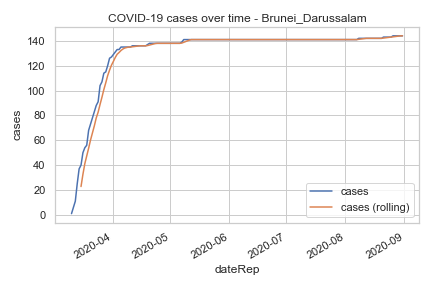 COVID-19 cases over time - Brunei_Darussalam
cases
140
120
100
80
60
40
20
0
cases
cases (rolling)
2020-04
2020-05
2020-06
2020-07
2020-08
2020-09
dateRep